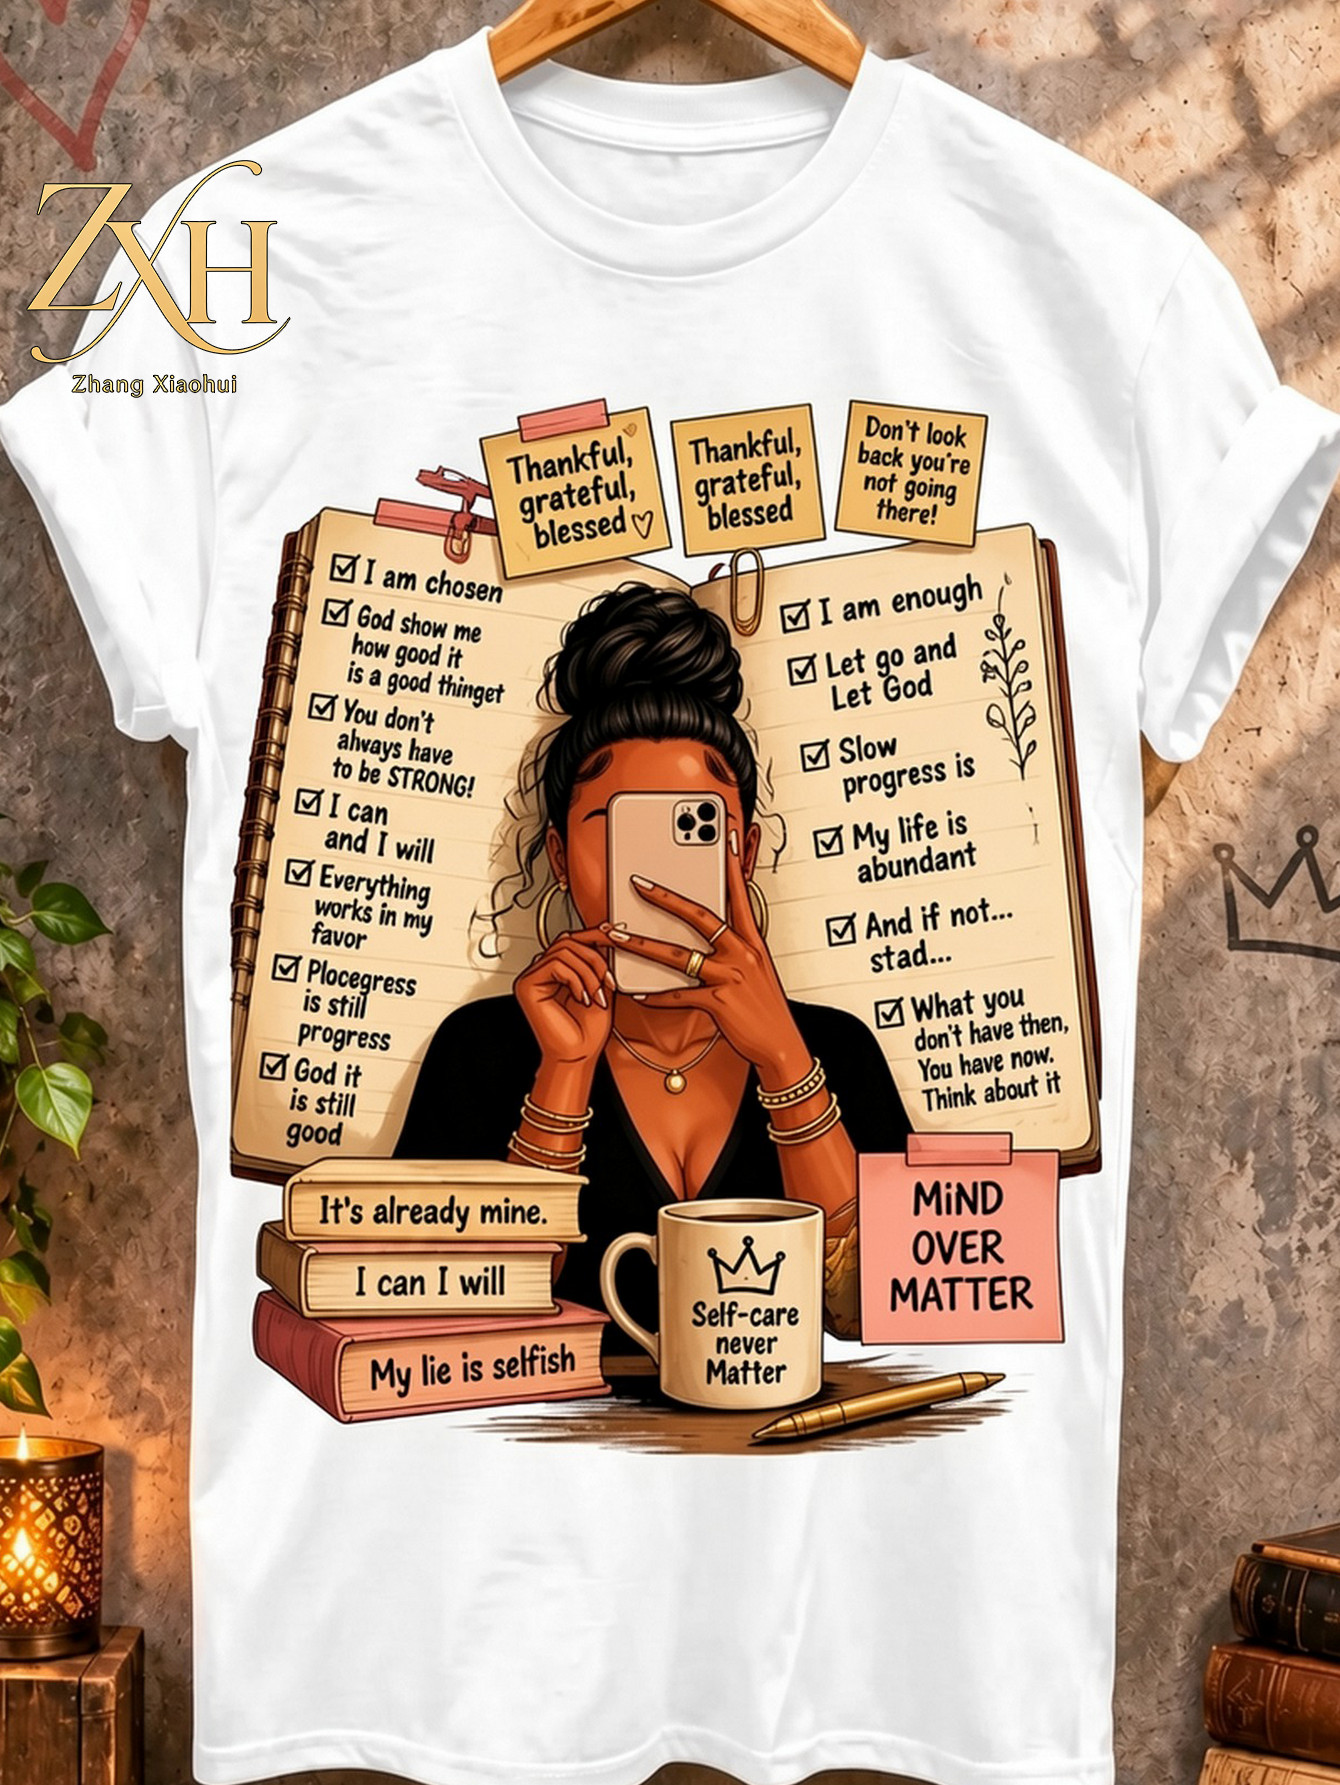 ZXH
Zhang Xiaohui
Thankful,
grateful,
blessed
Thankful,
grateful,
blessed
Don't look
back you're
not going
there!
I am chosen
God show me
how good it
is a good thinget
You don't
always have
to be STRONG!
I can
and I will
Everything
works in my
favor
Plocegress
is still
progress
God it
is still
good
I am enough
Let go and
Let God
Slow
progress is
My life is
abundant
And if not...
stad...
What you
don't have then,
You have now.
Think about it
It's already mine.
I can I will
My lie is selfish
Self-care
never
Matter
MiND
OVER
MATTER